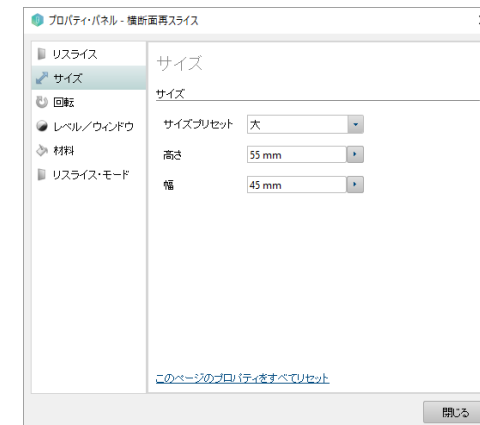 プロパティ・パネル - 横断面再スライス
リスライス
サイズ
回転
レベル／ウィンドウ
材料
リスライス・モード
サイズ
サイズ
サイズプリセット 大
高さ 55 mm
幅 45 mm
このページのプロパティをすべてリセット
閉じる